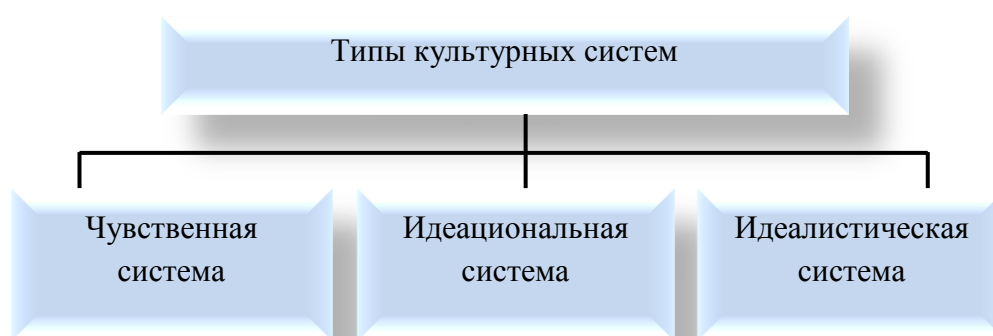 Типы культурных систем
Чувственная
система
Идеациональная
система
Идеалистическая
система